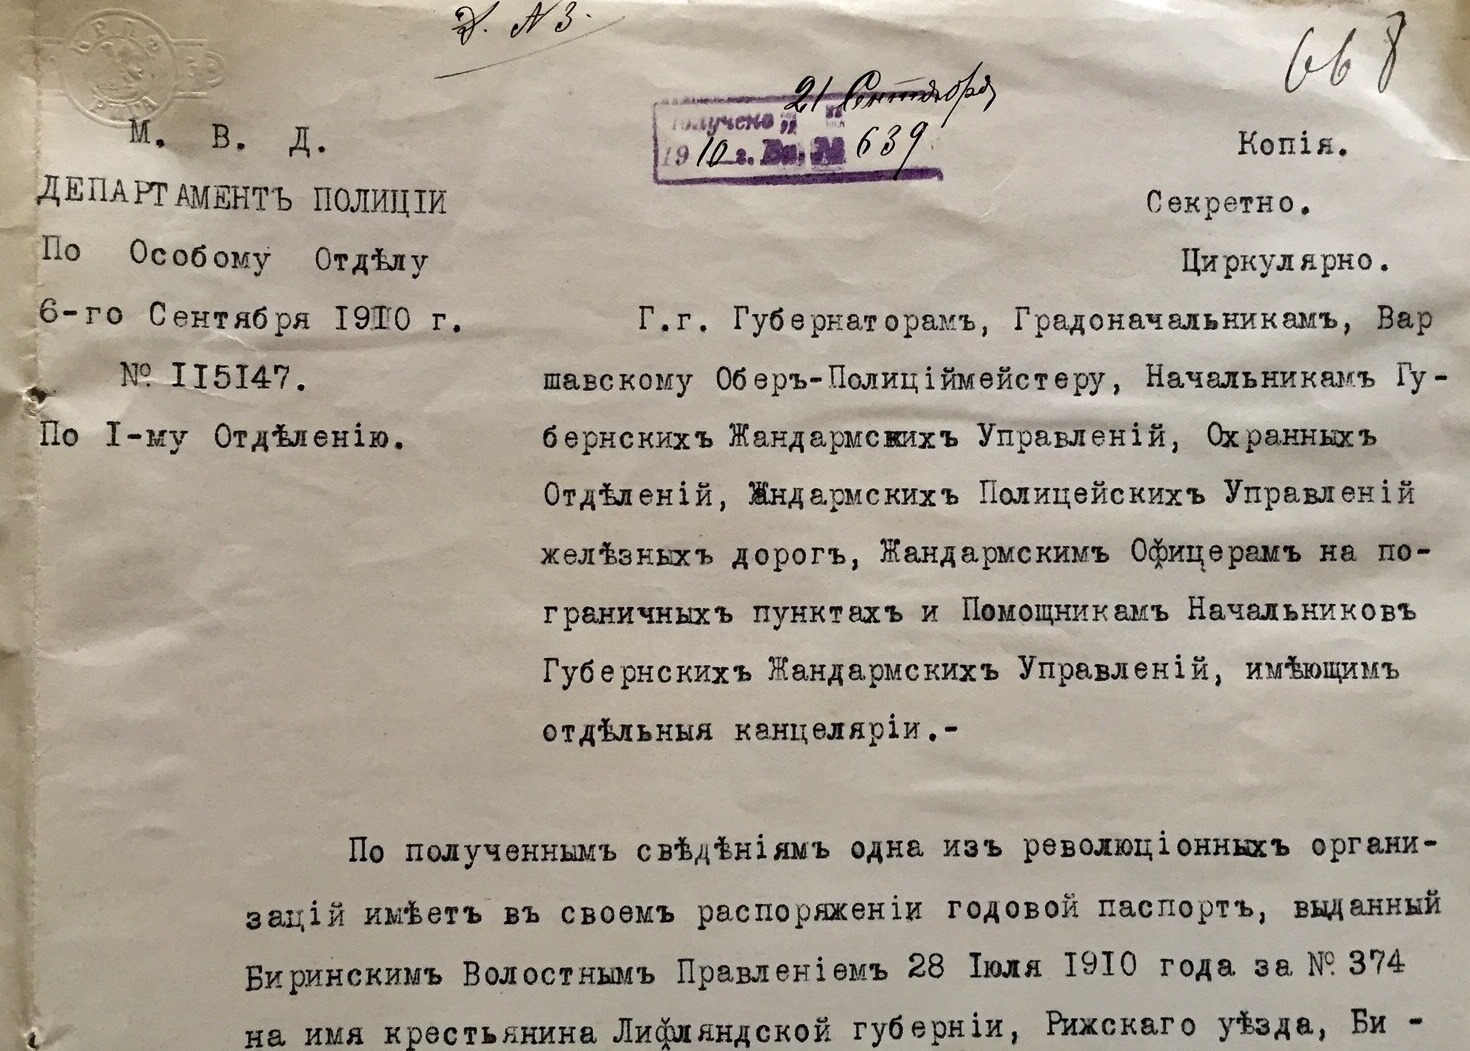 Д. № 3.
668
21 Сентября
Получено
1910 г. Вх. № 639
М. В. Д.
ДЕПАРТАМЕНТЪ ПОЛИЦІИ
По Особому Отдѣлу
6-го Сентября 1910 г.
№ 115147.
По I-му Отдѣленію.
Копія.
Секретно.
Циркулярно.
Г.г. Губернаторамъ, Градоначальникамъ, Вар
шавскому Оберъ-Полиціймейстеру, Начальникамъ Гу-
бернскихъ Жандармскихъ Управленій, Охранныхъ
Отдѣленій, Жандармскихъ Полицейскихъ Управленій
желѣзныхъ дорогъ, Жандармскимъ Офицерамъ на по-
граничныхъ пунктахъ и Помощникамъ Начальниковъ
Губернскихъ Жандармскихъ Управленій, имѣющимъ
отдѣльныя канцеляріи.-
По полученнымъ свѣдѣніямъ одна изъ революціонныхъ органи-
зацій имѣетъ въ своемъ распоряженіи годовой паспортъ, выданный
Биринскимъ Волостнымъ Правленіемъ 28 Іюля 1910 года за № 374
на имя крестьянина Лифляндской губерніи, Рижскаго уѣзда, Би -